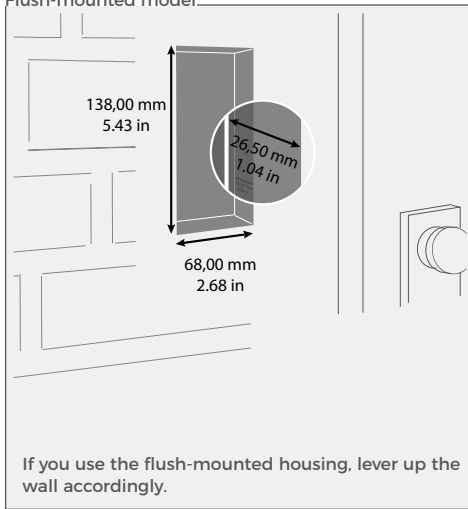 Flush-mounted model
138,00 mm
5.43 in
26,50 mm
1.04 in
68,00 mm
2.68 in
If you use the flush-mounted housing, lever up the
wall accordingly.